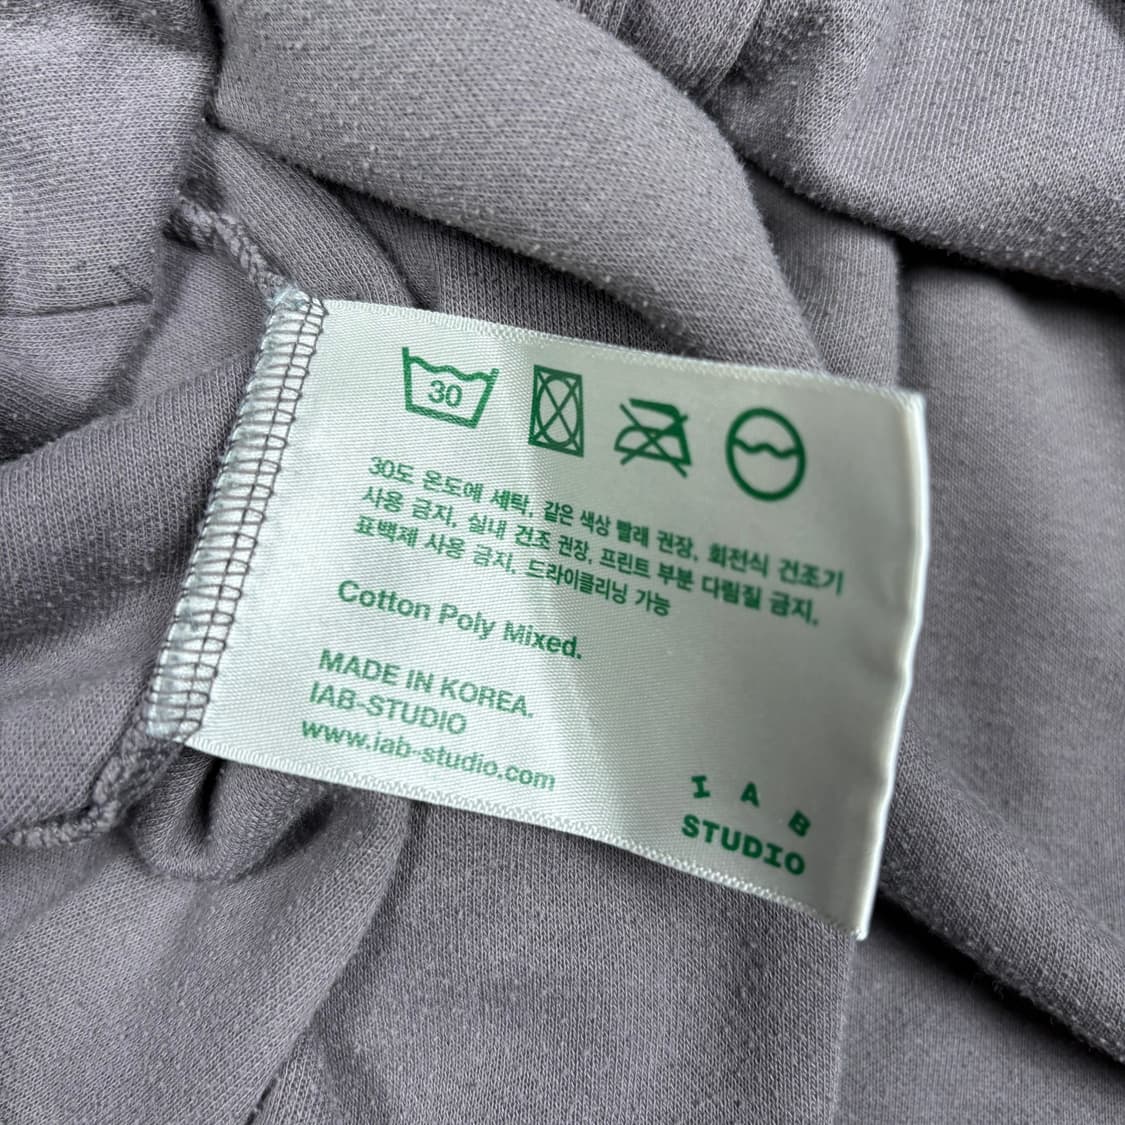 30
30도 온도에 세탁, 같은 색상 빨래 권장, 회전식 건조기
사용 금지, 실내 건조 권장, 프린트 부분 다림질 금지,
표백제 사용 금지, 드라이클리닝 가능
Cotton Poly Mixed.
MADE IN KOREA.
IAB-STUDIO
www.iab-studio.com
I A B
STUDIO